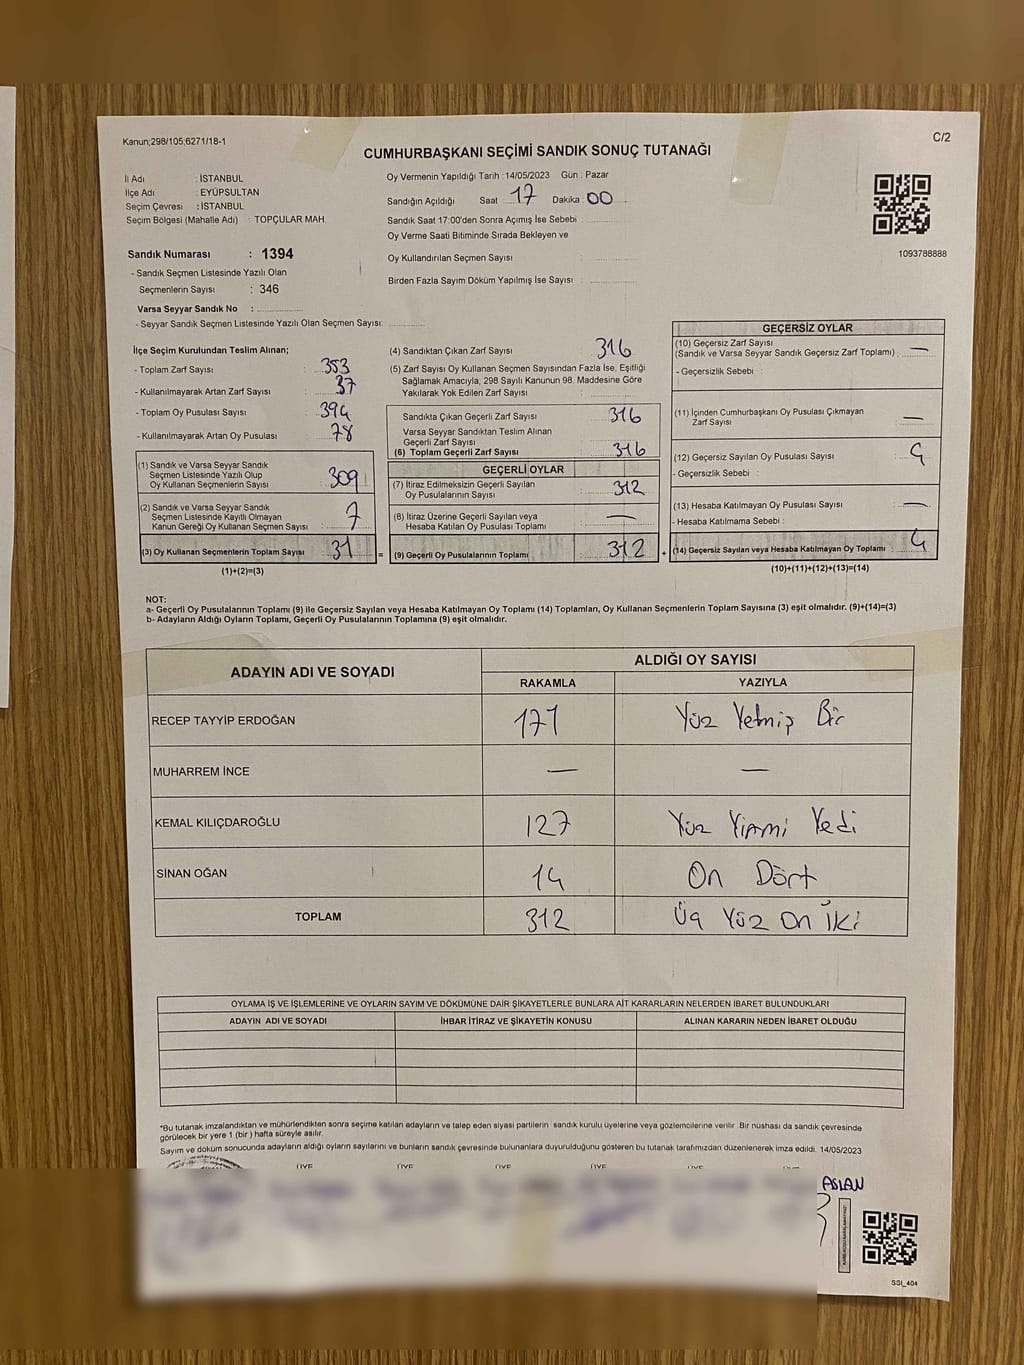 Kanun;298/105,6271/18-1
C/2
CUMHURBAŞKANI SEÇİMİ SANDIK SONUÇ TUTANAĞI
İl Adı : İSTANBUL
İlçe Adı : EYÜPSULTAN
Seçim Çevresi : İSTANBUL
Seçim Bölgesi (Mahalle Adı) : TOPÇULAR MAH.
Oy Vermenin Yapıldığı Tarih :14/05/2023 Gün : Pazar
Sandığın Açıldığı Saat : 17 Dakika : 00
Sandık Saat 17:00'den Sonra Açımış İse Sebebi :
Oy Verme Saati Bitiminde Sırada Bekleyen ve
Oy Kullandırılan Seçmen Sayısı :
Birden Fazla Sayım Döküm Yapılmış İse Sayısı :
1093788888
Sandık Numarası : 1394
- Sandık Seçmen Listesinde Yazılı Olan
Seçmenlerin Sayısı : 346
Varsa Seyyar Sandık No :
- Seyyar Sandık Seçmen Listesinde Yazılı Olan Seçmen Sayısı:
İlçe Seçim Kurulundan Teslim Alınan;
- Toplam Zarf Sayısı : 353
- Kullanılmayarak Artan Zarf Sayısı : 37
- Toplam Oy Pusulası Sayısı : 394
- Kullanılmayarak Artan Oy Pusulası : 78
(1) Sandık ve Varsa Seyyar Sandık
Seçmen Listesinde Yazılı Olup
Oy Kullanan Seçmenlerin Sayısı : 309
(2) Sandık ve Varsa Seyyar Sandık
Seçmen Listesinde Kayıtlı Olmayan
Kanun Gereği Oy Kullanan Seçmen Sayısı : 7
(3) Oy Kullanan Seçmenlerin Toplam Sayısı : 31 =
(1)+(2)=(3)
(4) Sandıktan Çıkan Zarf Sayısı : 316
(5) Zarf Sayısı Oy Kullanan Seçmen Sayısından Fazla İse, Eşitliği
Sağlamak Amacıyla, 298 Sayılı Kanunun 98. Maddesine Göre
Yakılarak Yok Edilen Zarf Sayısı :
Sandıkta Çıkan Geçerli Zarf Sayısı : 316
Varsa Seyyar Sandıktan Teslim Alınan
Geçerli Zarf Sayısı :
(6) Toplam Geçerli Zarf Sayısı : 316
GEÇERLİ OYLAR
(7) İtiraz Edilmeksizin Geçerli Sayılan
Oy Pusulalarının Sayısı : 312
(8) İtiraz Üzerine Geçerli Sayılan veya
Hesaba Katılan Oy Pusulası Toplamı : —
(9) Geçerli Oy Pusulalarının Toplamı : 312 +
GEÇERSİZ OYLAR
(10) Geçersiz Zarf Sayısı
(Sandık ve Varsa Seyyar Sandık Geçersiz Zarf Toplamı) : —
- Geçersizlik Sebebi :
(11) İçinden Cumhurbaşkanı Oy Pusulası Çıkmayan
Zarf Sayısı : —
(12) Geçersiz Sayılan Oy Pusulası Sayısı : 4
- Geçersizlik Sebebi :
(13) Hesaba Katılmayan Oy Pusulası Sayısı : —
- Hesaba Katılmama Sebebi :
(14) Geçersiz Sayılan veya Hesaba Katılmayan Oy Toplamı : 4
(10)+(11)+(12)+(13)=(14)
NOT:
a- Geçerli Oy Pusulalarının Toplamı (9) ile Geçersiz Sayılan veya Hesaba Katılmayan Oy Toplamı (14) Toplamları, Oy Kullanan Seçmenlerin Toplam Sayısına (3) eşit olmalıdır. (9)+(14)=(3)
b- Adayların Aldığı Oyların Toplamı, Geçerli Oy Pusulalarının Toplamına (9) eşit olmalıdır.
ADAYIN ADI VE SOYADI ALDIĞI OY SAYISI
RAKAMLA YAZIYLA
RECEP TAYYİP ERDOĞAN 171 Yüz Yetmiş Bir
MUHARREM İNCE — —
KEMAL KILIÇDAROĞLU 127 Yüz Yirmi Yedi
SİNAN OĞAN 14 On Dört
TOPLAM 312 Üç Yüz On İki
OYLAMA İŞ VE İŞLEMLERİNE VE OYLARIN SAYIM VE DÖKÜMÜNE DAİR ŞİKAYETLERLE BUNLARA AİT KARARLARIN NELERDEN İBARET BULUNDUKLARI
ADAYIN ADI VE SOYADI İHBAR İTİRAZ VE ŞİKAYETİN KONUSU ALINAN KARARIN NEDEN İBARET OLDUĞU
*Bu tutanak imzalandıktan ve mühürlendikten sonra seçime katılan adayların ve talep eden siyasi partilerin sandık kurulu üyelerine veya gözlemcilerine verilir. Bir nüshası da sandık çevresinde
görülecek bir yere 1 (bir ) hafta süreyle asılır.
Sayım ve döküm sonucunda adayların aldığı oyların sayılarını ve bunların sandık çevresinde bulunanlara duyurulduğunu gösteren bu tutanak tarafımızdan düzenlenerek imza edildi. 14/05/2023
ÜYE ÜYE ÜYE ÜYE
ASLAN
SSI_404